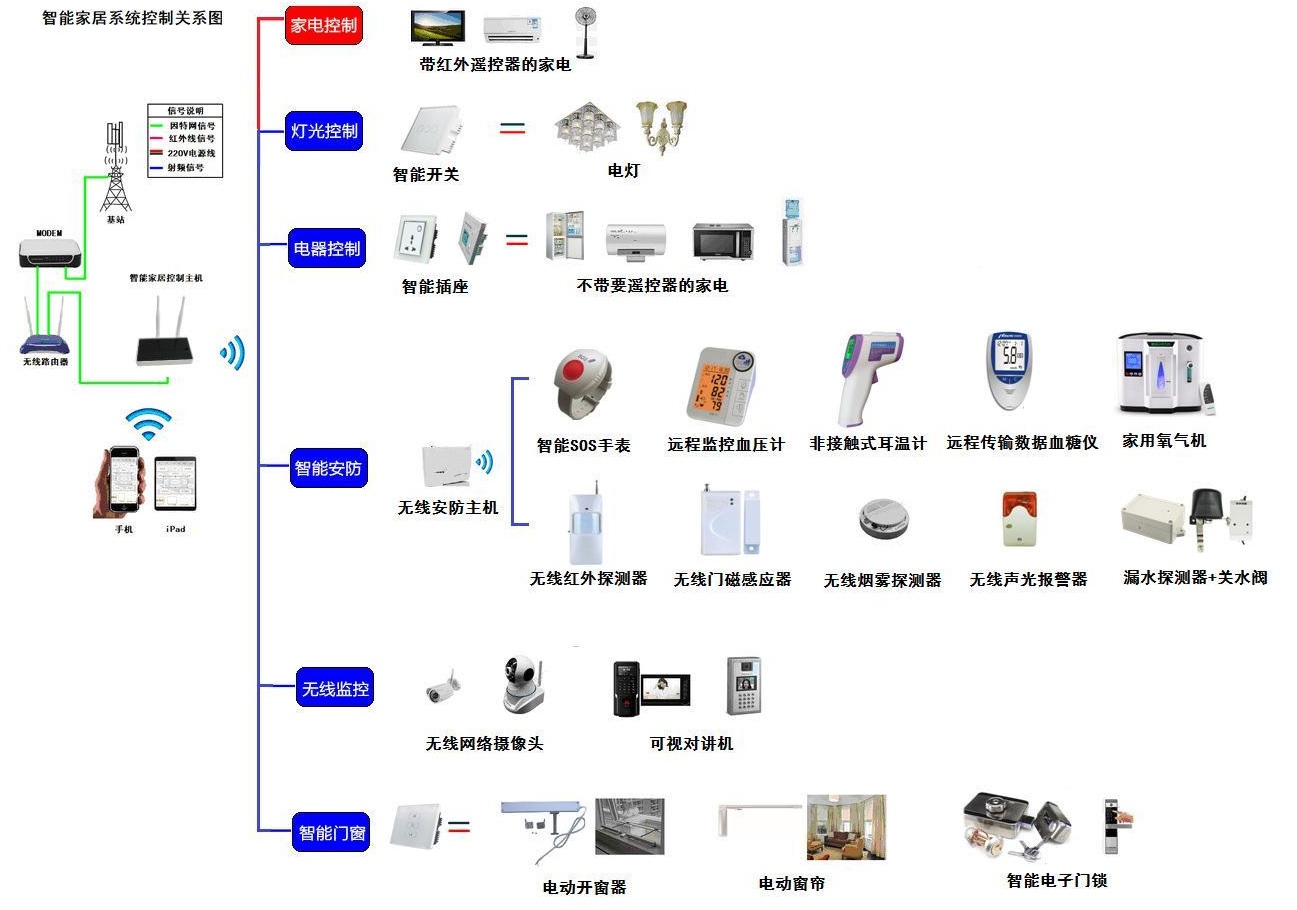 智能家居系统控制关系图
家电控制
带红外遥控器的家电
信号说明
因特网信号
红外线信号
220V电源线
射频信号
基站
MODEM
智能家居控制主机
无线路由器
手机
iPad
灯光控制
智能开关
电灯
电器控制
智能插座
不带要遥控器的家电
智能安防
无线安防主机
SOS
120
82
79
5.8
智能SOS手表
远程监控血压计
非接触式耳温计
远程传输数据血糖仪
家用氧气机
无线红外探测器
无线门磁感应器
无线烟雾探测器
无线声光报警器
漏水探测器+关水阀
无线监控
无线网络摄像头
可视对讲机
智能门窗
电动开窗器
电动窗帘
智能电子门锁